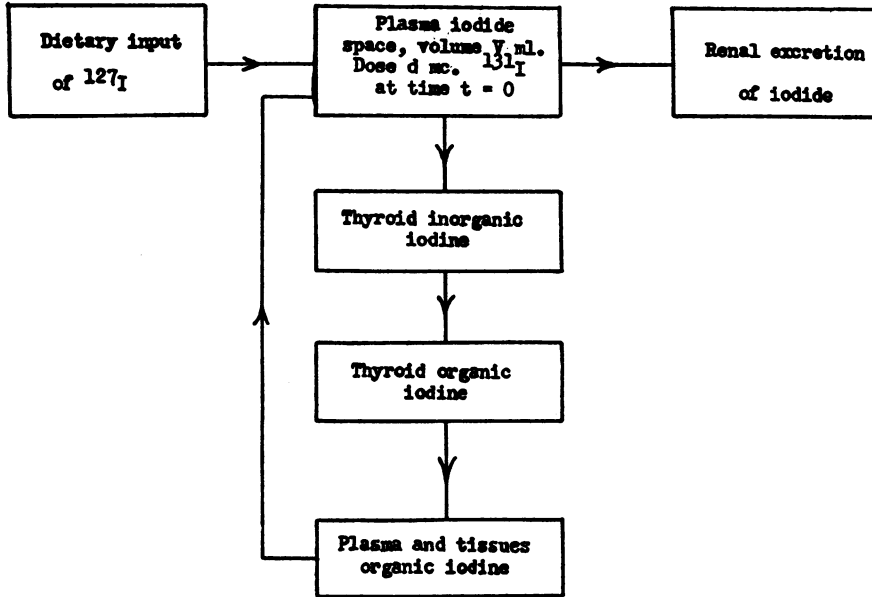 Dietary input
of 127I
Plasma iodide
space, volume V ml.
Dose d mc. 131I
at time t = 0
Renal excretion
of iodide
Thyroid inorganic
iodine
Thyroid organic
iodine
Plasma and tissues
organic iodine